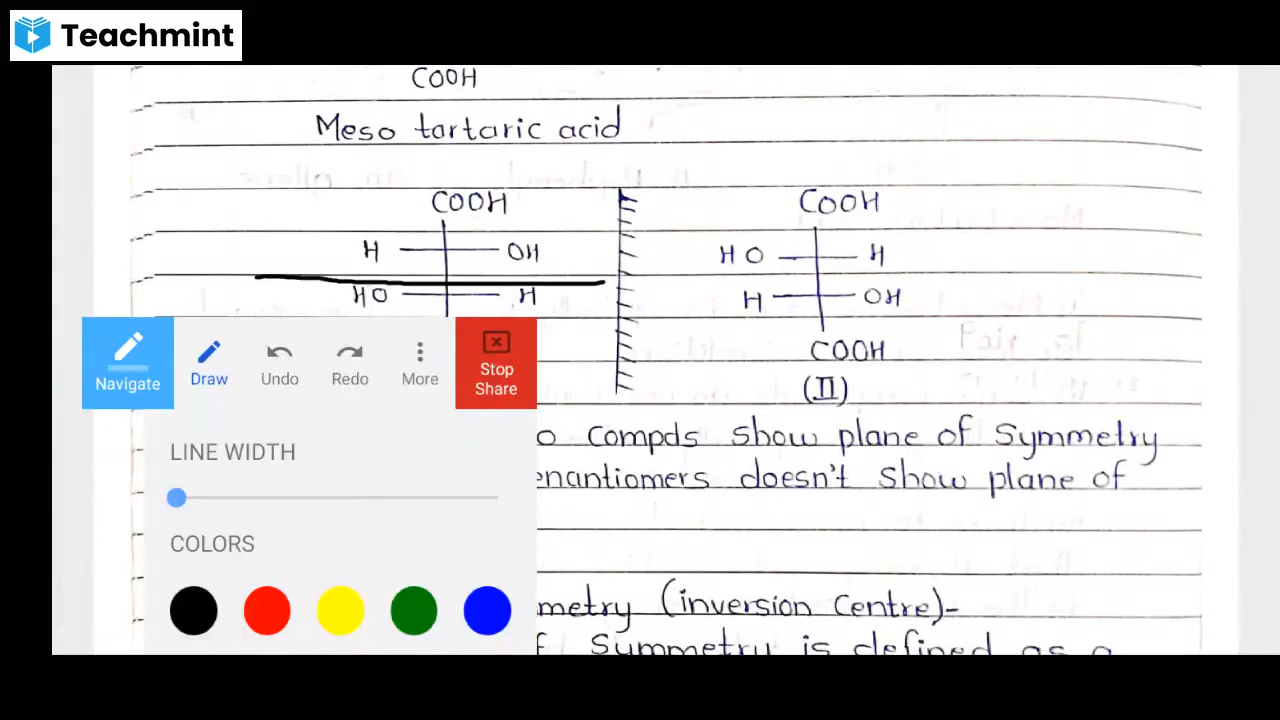 Teachmint
COOH
Meso tartaric acid
COOH
H OH
HO H
COOH
HO H
H OH
COOH
(II)
Navigate
Draw
Undo
Redo
More
Stop
Share
LINE WIDTH
COLORS
o compds show plane of Symmetry
enantiomers doesn't show plane of
metry (inversion Centre)-
f Symmetry is defined as a